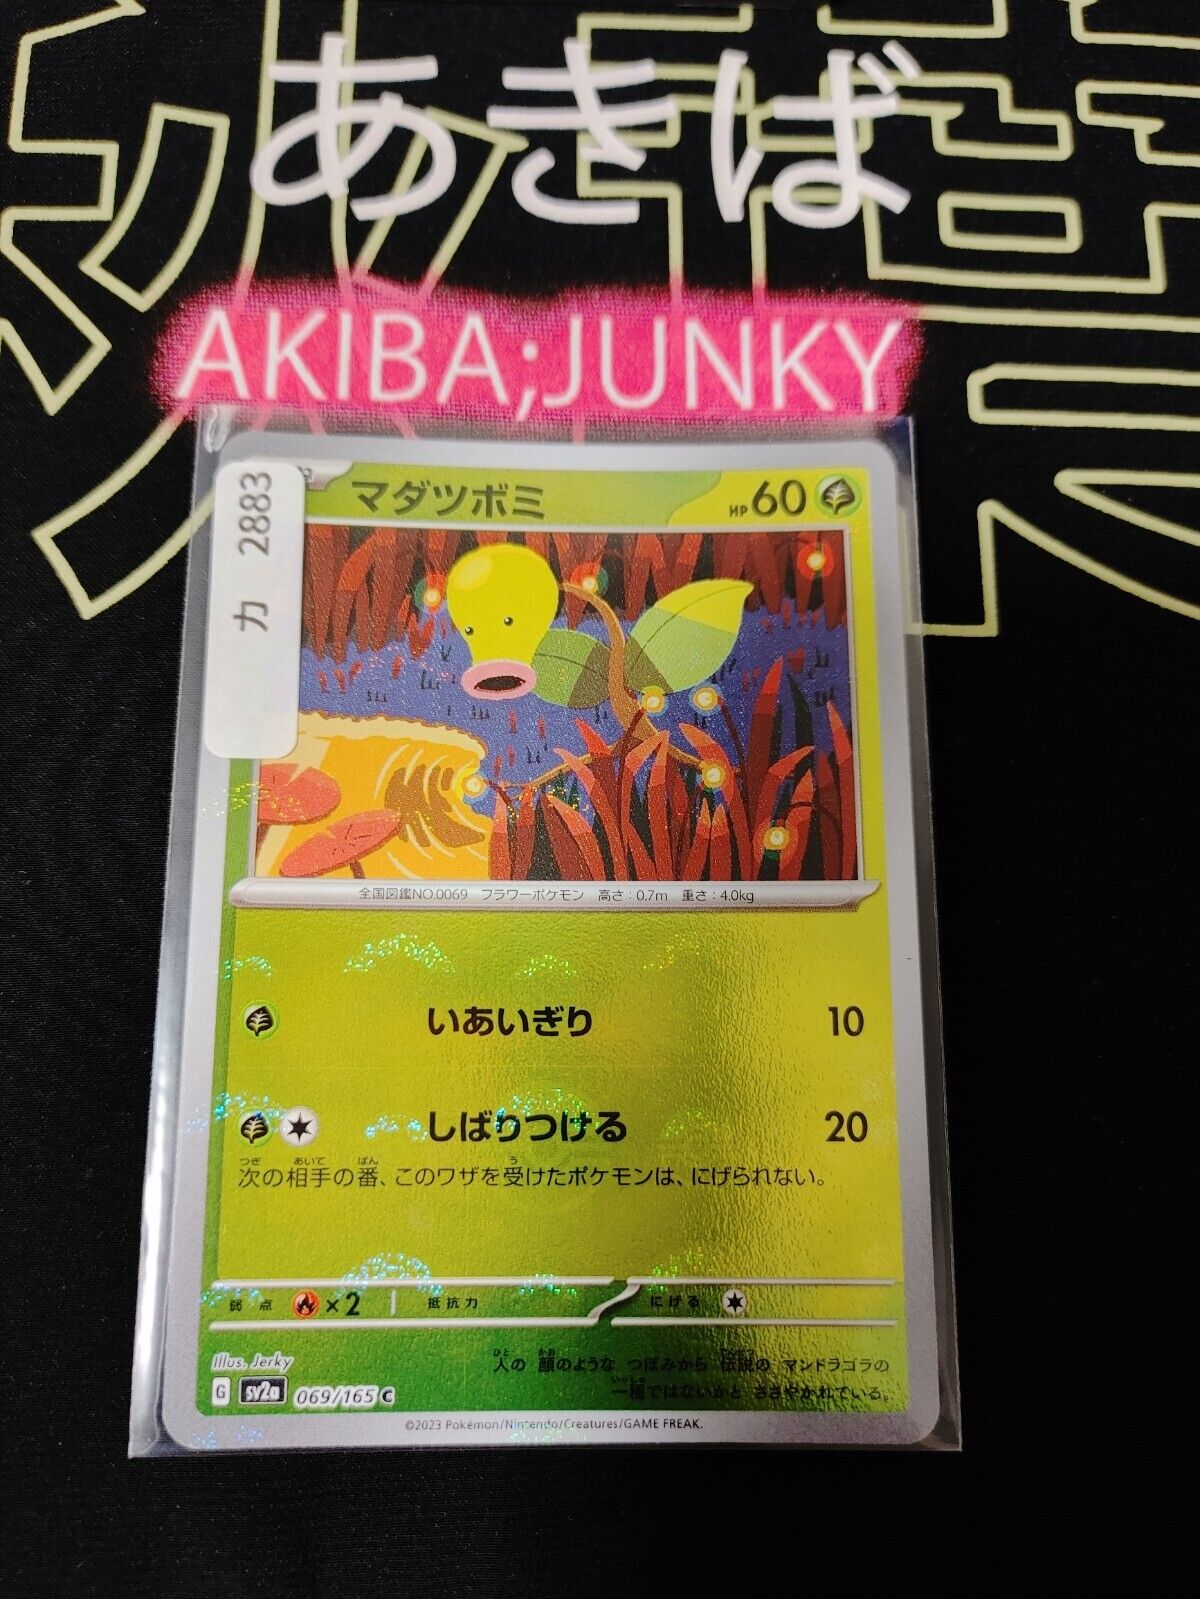 あきば
AKIBA;JUNKY
カ 2883
マダツボミ
HP60
全国図鑑NO.0069 フラワーポケモン 高さ:0.7m 重さ:4.0kg
いあいぎり 10
しばりつける 20
次の相手の番、このワザを受けたポケモンは、にげられない。
弱点 ×2 抵抗力 にげる
Illus. Jerky
人の 顔のような つぼみから 伝説の マンドラゴラの
一種ではないかと ささやかれている。
G sv2a 069/165 C
©2023 Pokémon/Nintendo/Creatures/GAME FREAK.